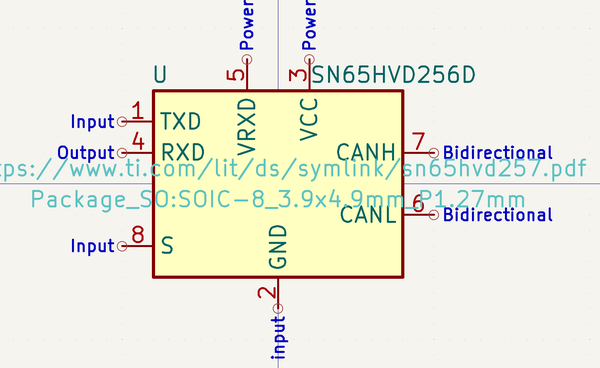 Power
Power
U
5
3
SN65HVD256D
Input
1
TXD
VRXD
VCC
Output
4
RXD
CANH
7
Bidirectional
tps://www.ti.com/lit/ds/symlink/sn65hvd257.pdf
Package_SO:SOIC-8_3.9x4.9mm_P1.27mm
CANL
6
Bidirectional
Input
8
S
GND
2
input